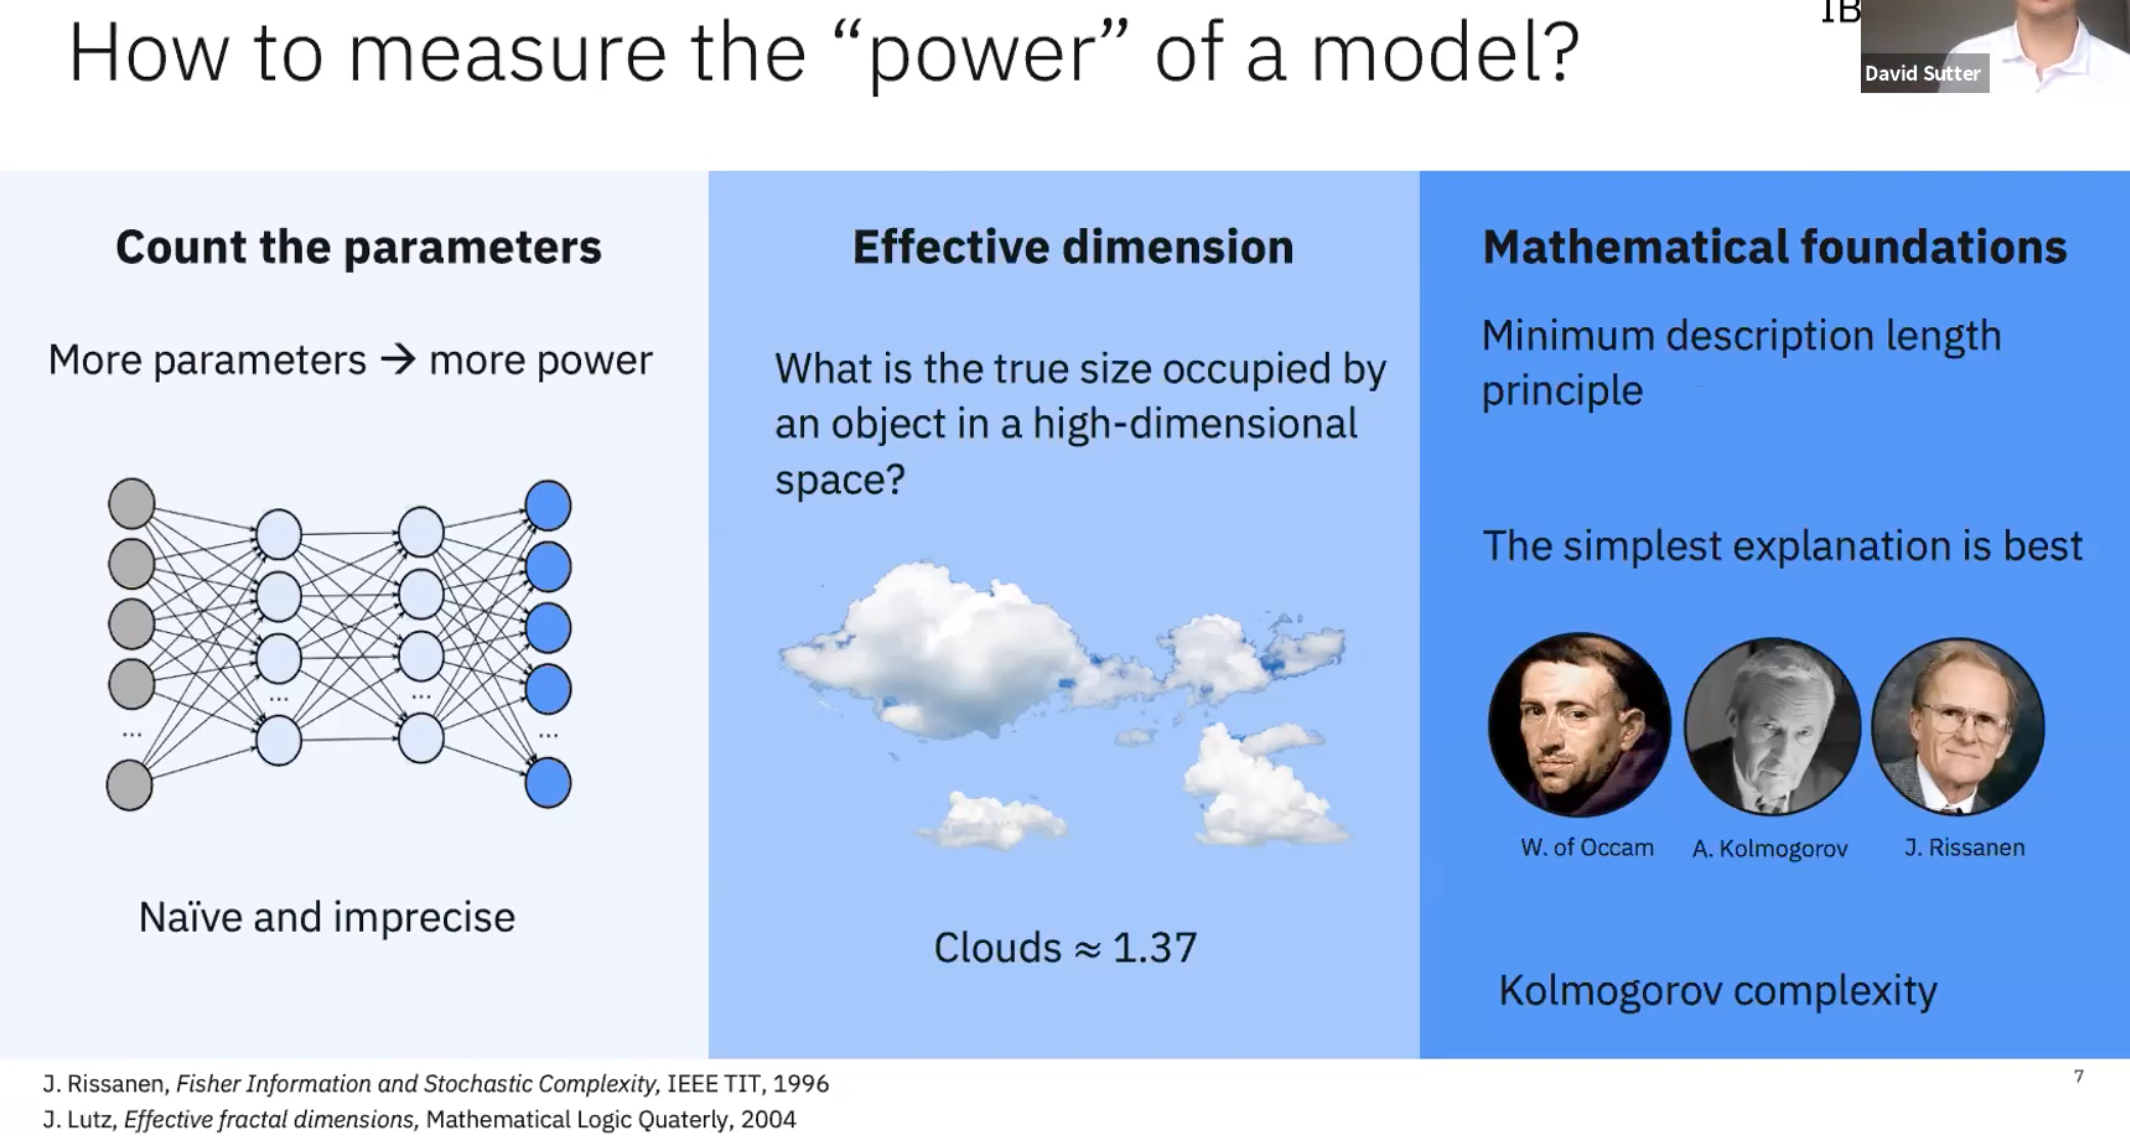 How to measure the “power” of a model?
IB
David Sutter
Count the parameters
More parameters → more power
...
...
...
...
Naïve and imprecise
Effective dimension
What is the true size occupied by
an object in a high-dimensional
space?
Clouds ≈ 1.37
Mathematical foundations
Minimum description length
principle
The simplest explanation is best
W. of Occam
A. Kolmogorov
J. Rissanen
Kolmogorov complexity
J. Rissanen, Fisher Information and Stochastic Complexity, IEEE TIT, 1996
J. Lutz, Effective fractal dimensions, Mathematical Logic Quaterly, 2004
7